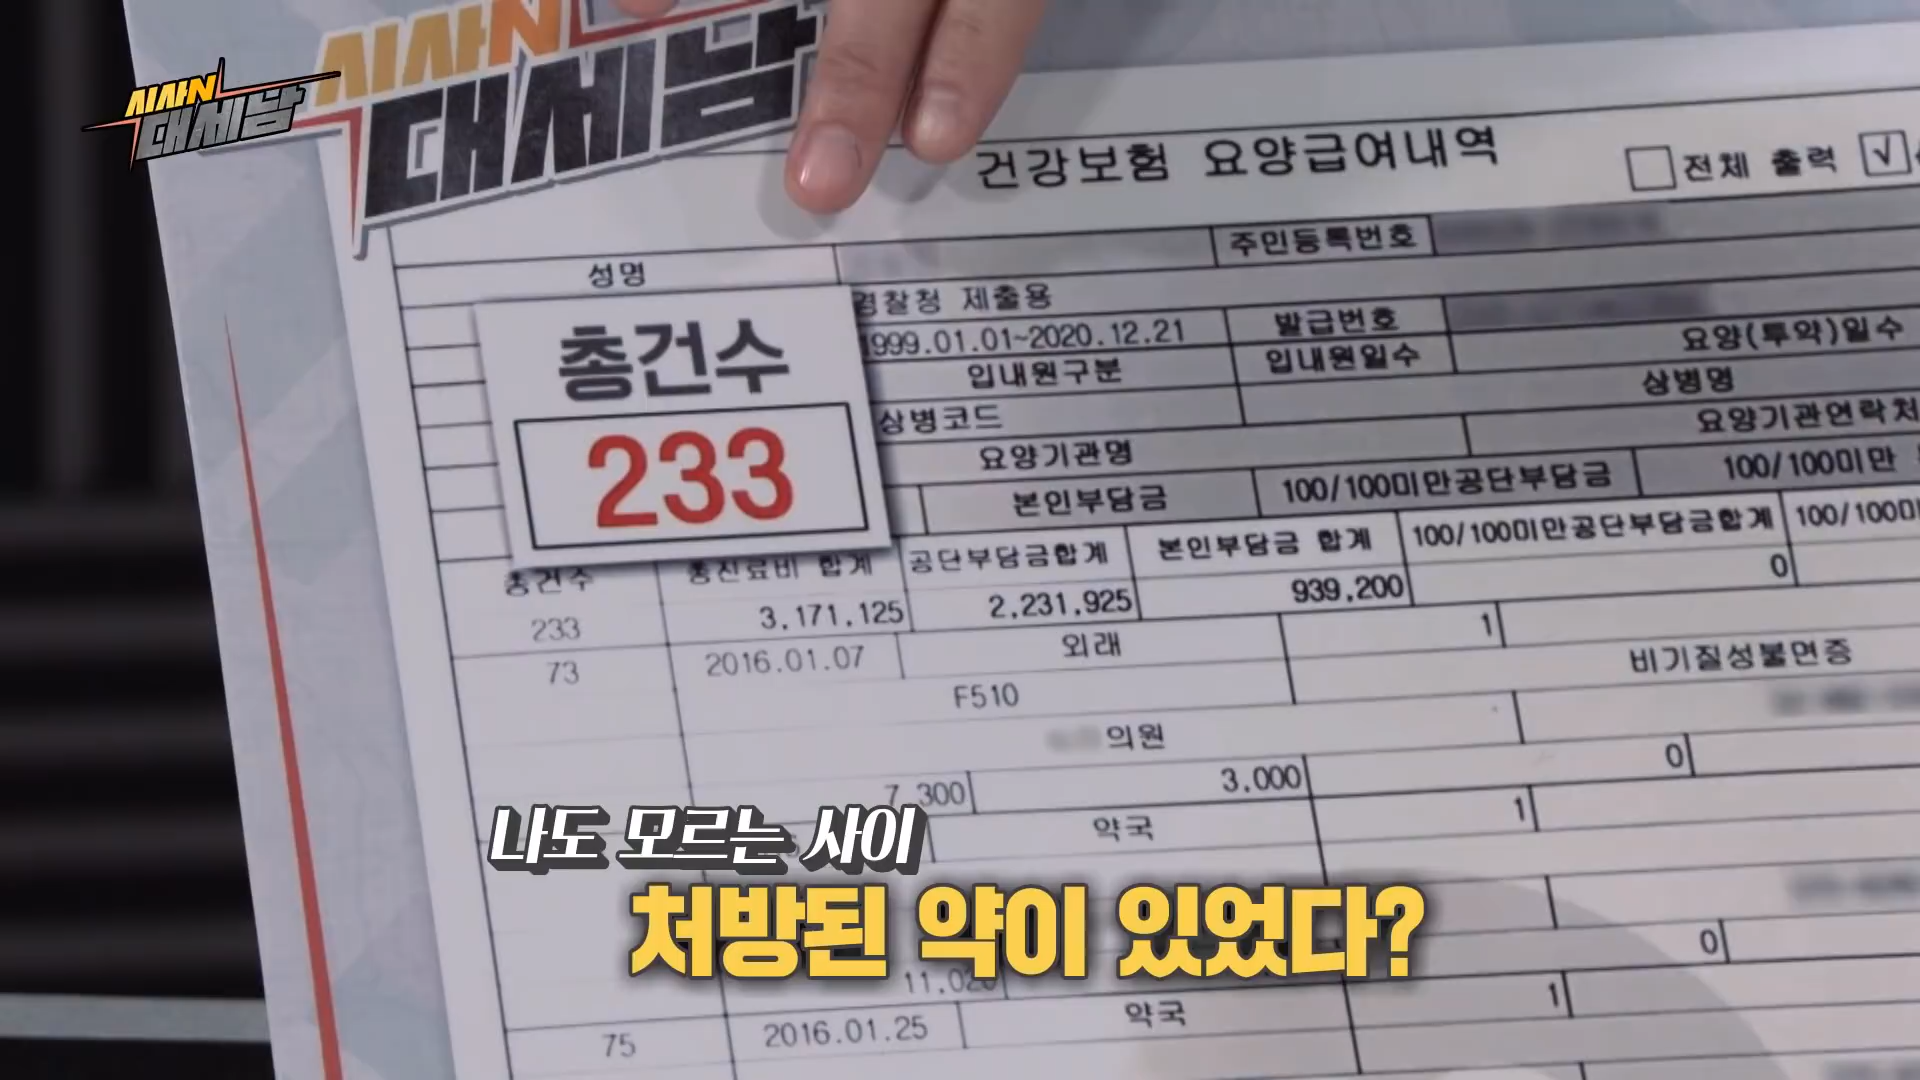 시사N
대세남
시사N
대세남
건강보험 요양급여내역
전체 출력
성명
주민등록번호
경찰청 제출용
1999.01.01~2020.12.21
발급번호
총건수
233
입내원구분
입내원일수
요양(투약)일수
상병코드
상병명
요양기관명
요양기관연락처
본인부담금
100/100미만공단부담금
100/100미만
총건수
총진료비 합계
공단부담금합계
본인부담금 합계
100/100미만공단부담금합계
233
3,171,125
2,231,925
939,200
0
73
2016.01.07
외래
1
F510
비기질성불면증
의원
7,300
3,000
0
약국
1
나도 모르는 사이
처방된 약이 있었다?
0
75
2016.01.25
약국
1